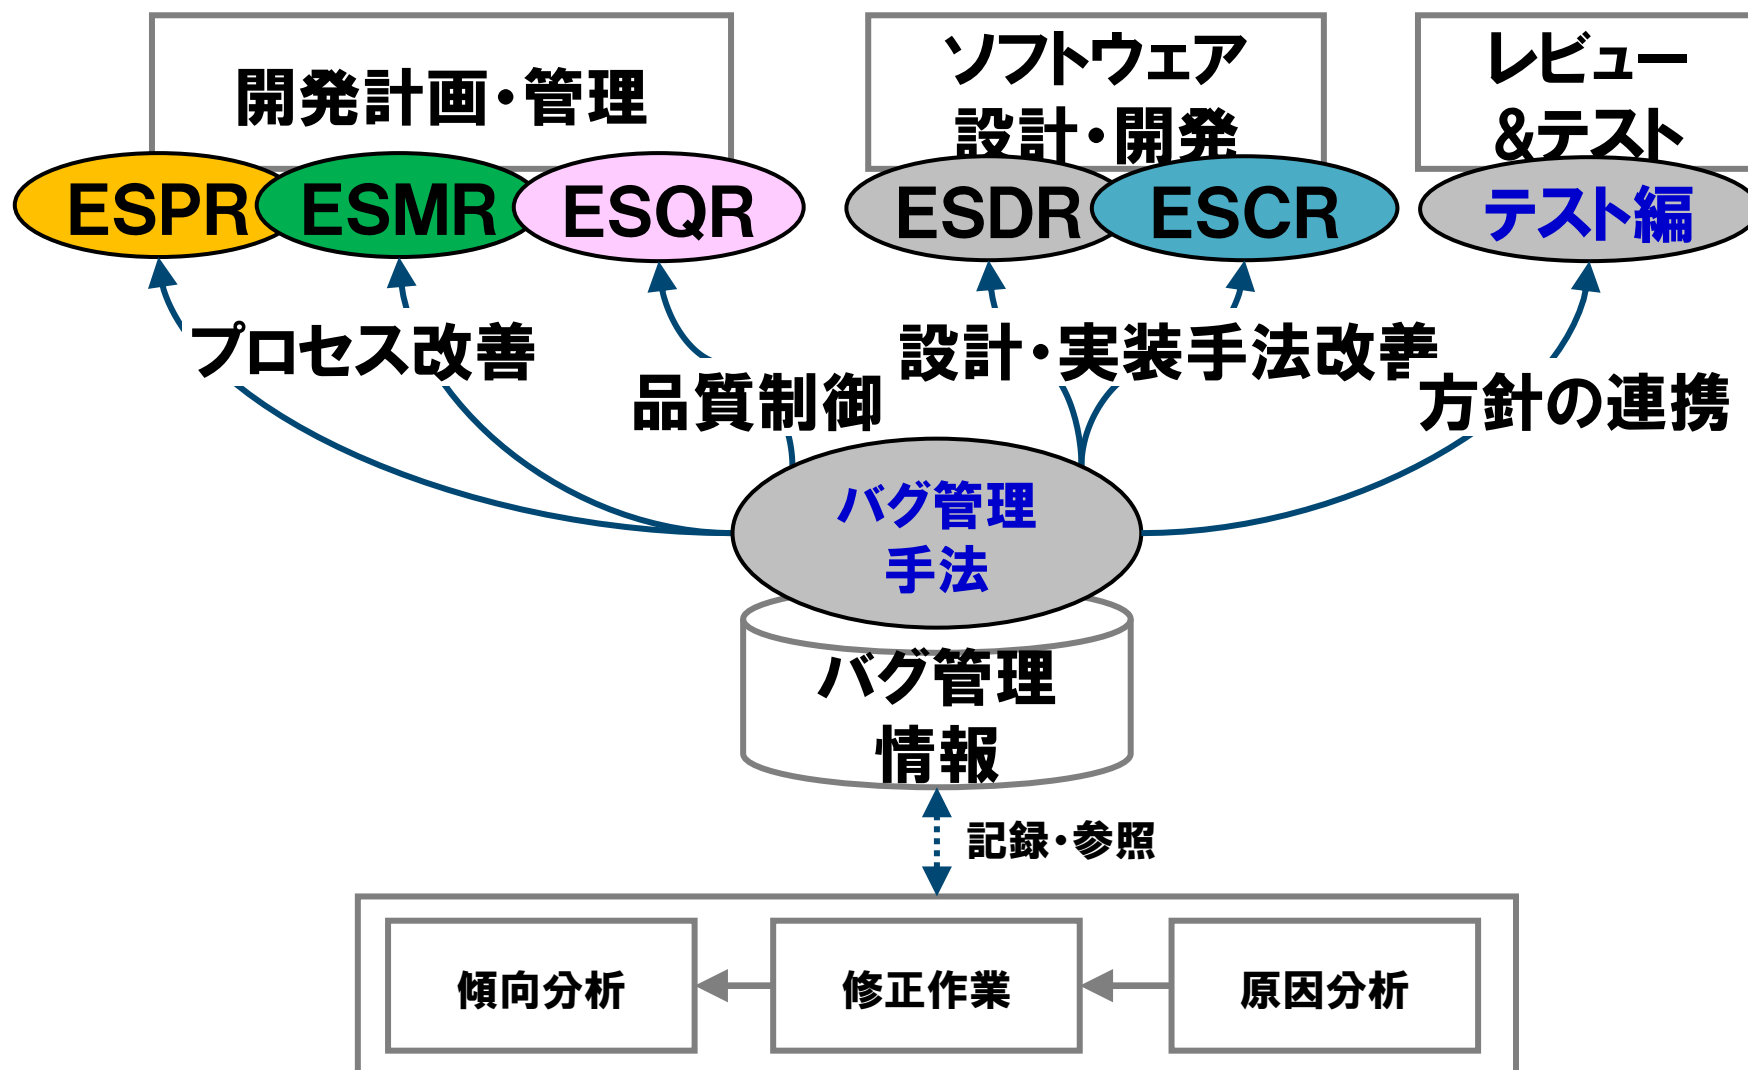 開発計画・管理
ソフトウェア
設計・開発
レビュー
&テスト
ESPR
ESMR
ESQR
ESDR
ESCR
テスト編
プロセス改善
品質制御
設計・実装手法改善
方針の連携
バグ管理
手法
バグ管理
情報
記録・参照
傾向分析
修正作業
原因分析